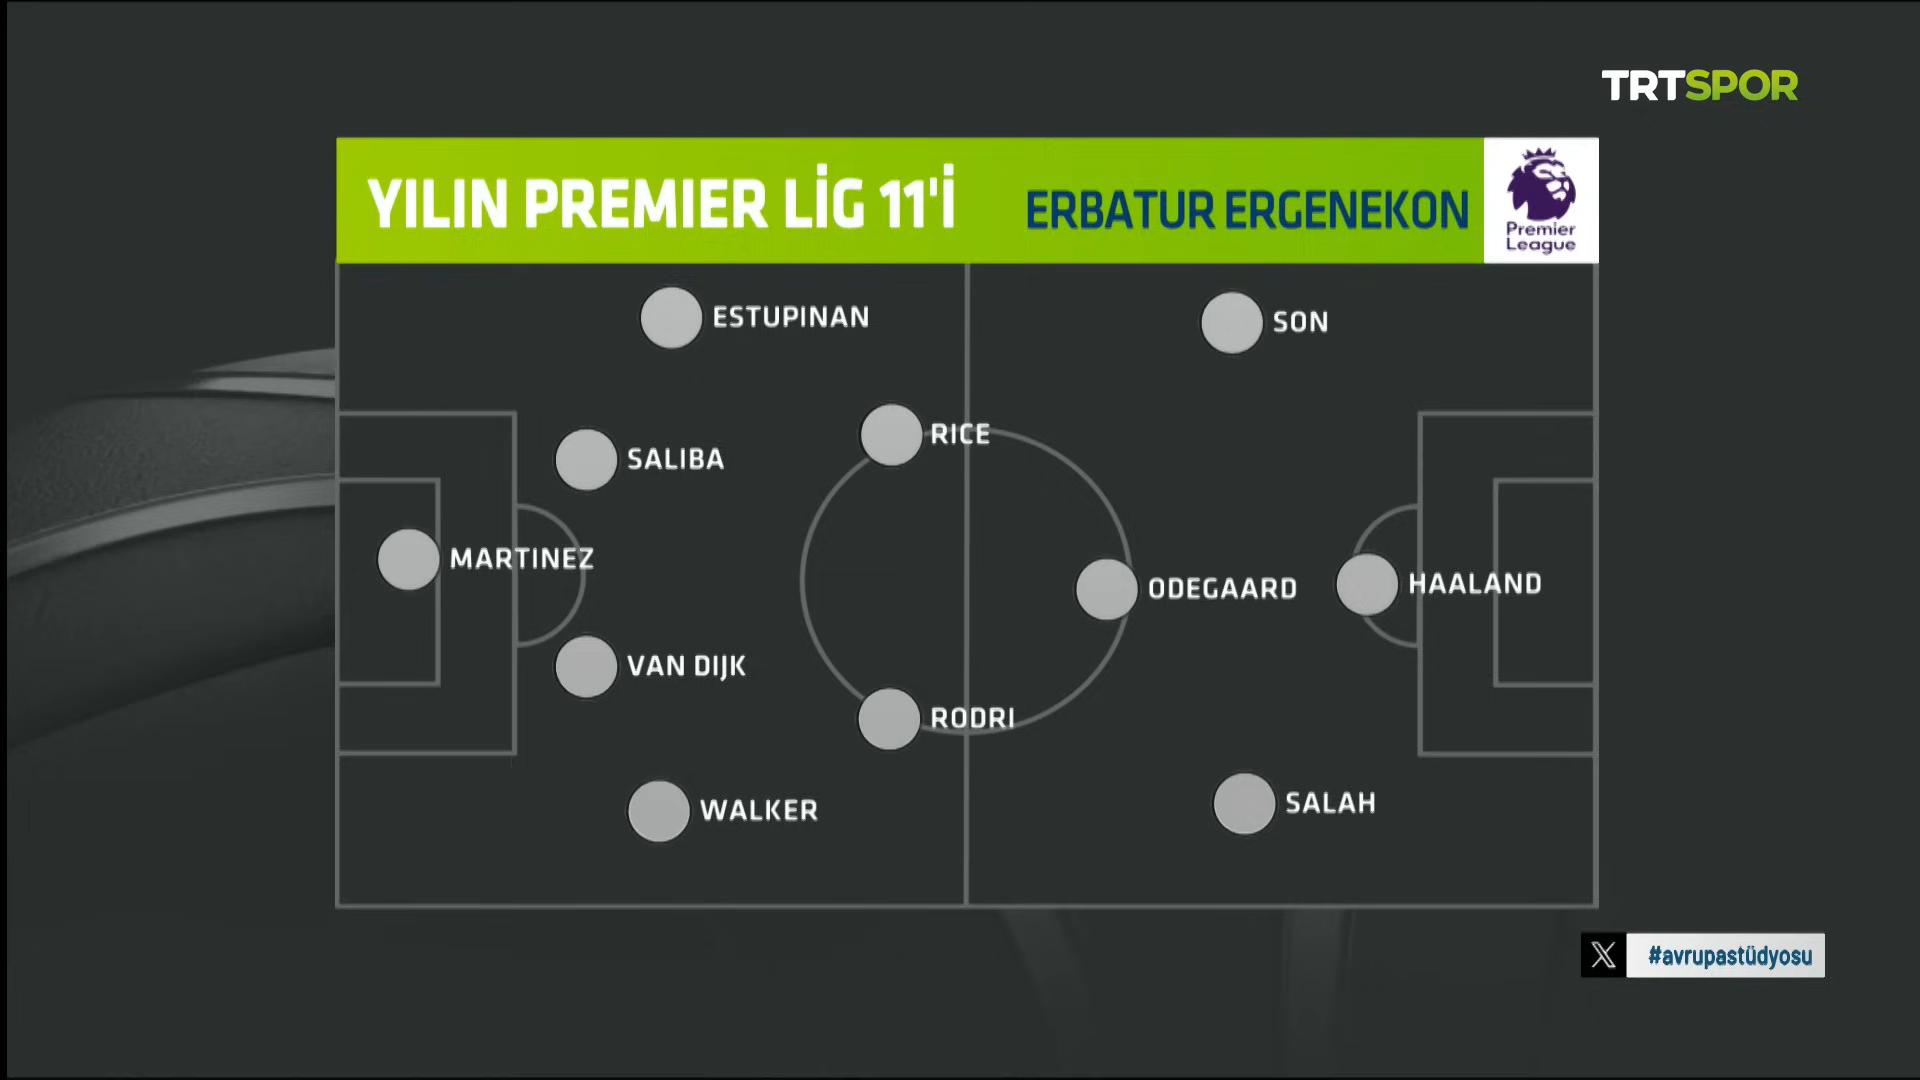 TRTSPOR
YILIN PREMIER LİG 11'İ
ERBATUR ERGENEKON
Premier
League
ESTUPINAN
SON
RICE
SALIBA
MARTINEZ
ODEGAARD
HAALAND
VAN DIJK
RODRI
WALKER
SALAH
X
#avrupastüdyosu